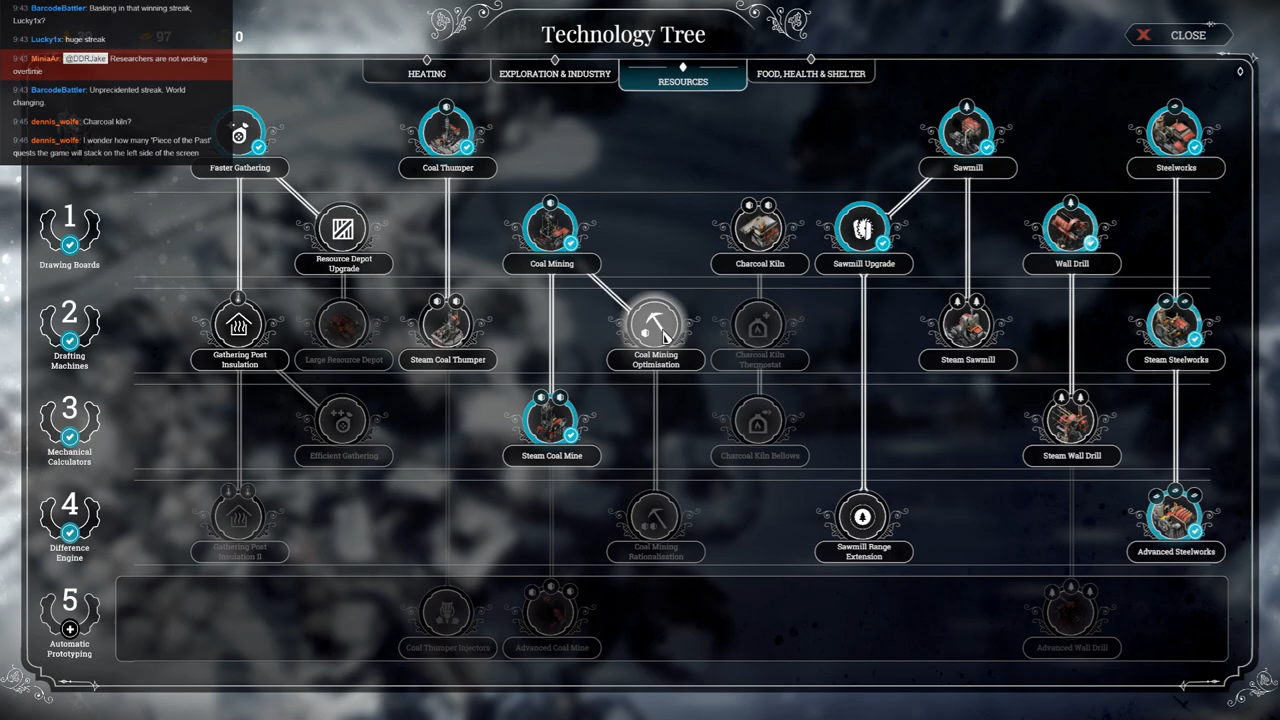 9:43 BarcodeBattler: Basking in that winning streak,
Lucky1x?
9:43 Lucky1x: huge streak
9:43 MiniaAr: @DDRJake Researchers are not working
overtime
9:43 BarcodeBattler: Unprecidented streak. World
changing.
9:45 dennis_wolfe: Charcoal kiln?
9:46 dennis_wolfe: I wonder how many 'Piece of the Past'
quests the game will stack on the left side of the screen
97
0
Technology Tree
CLOSE
HEATING
EXPLORATION & INDUSTRY
RESOURCES
FOOD, HEALTH & SHELTER
Faster Gathering
Coal Thumper
Sawmill
Steelworks
1
Drawing Boards
Resource Depot
Upgrade
Coal Mining
Charcoal Kiln
Sawmill Upgrade
Wall Drill
2
Drafting
Machines
Gathering Post
Insulation
Large Resource Depot
Steam Coal Thumper
Coal Mining
Optimisation
Charcoal Kiln
Thermostat
Steam Sawmill
Steam Steelworks
3
Mechanical
Calculators
Efficient Gathering
Steam Coal Mine
Charcoal Kiln Bellows
Steam Wall Drill
4
Difference
Engine
Gathering Post
Insulation II
Coal Mining
Rationalisation
Sawmill Range
Extension
Advanced Steelworks
5
Automatic
Prototyping
Coal Thumper Injectors
Advanced Coal Mine
Advanced Wall Drill